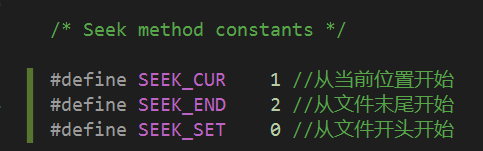 /* Seek method constants */
#define SEEK_CUR    1 //从当前位置开始
#define SEEK_END    2 //从文件末尾开始
#define SEEK_SET    0 //从文件开头开始